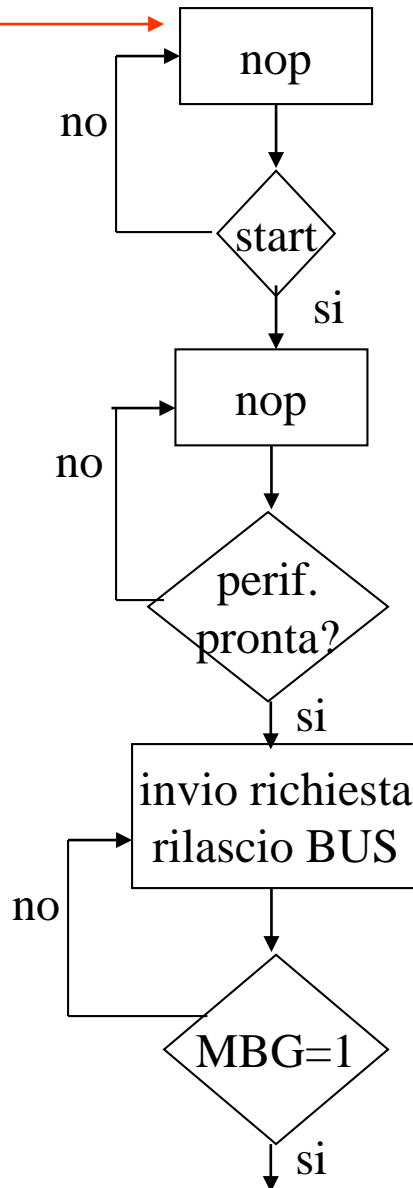 nop
no
start
si
nop
no
perif.
pronta?
si
invio richiesta
rilascio BUS
no
MBG=1
si